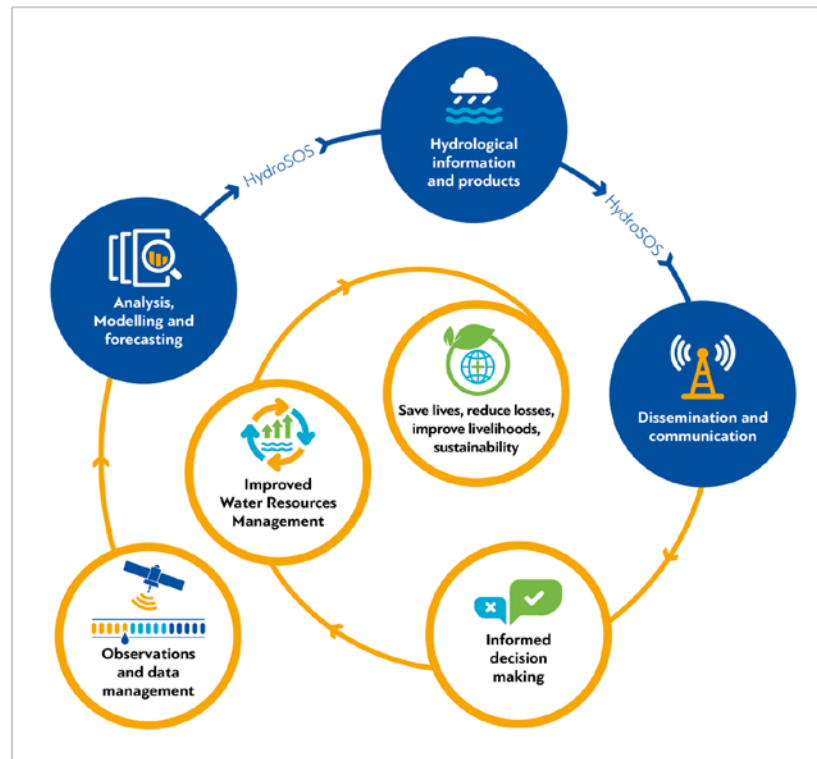 Hydrological
information
and products
HydroSOS
HydroSOS
Analysis,
Modelling and
forecasting
Save lives, reduce losses,
improve livelihoods,
sustainability
Dissemination and
communication
Improved
Water Resources
Management
Observations
and data
management
Informed
decision
making